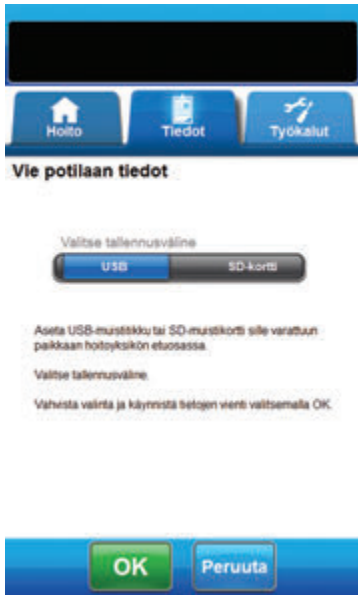 Hoito Tiedot Työkalut
Vie potilaan tiedot
Valitse tallennusväline
USB SD-kortti
Aseta USB-muistitikku tai SD-muistikortti sille varattuun
paikkaan hoitoyksikön etuosassa.
Valitse tallennusväline.
Vahvista valinta ja käynnistä tietojen vienti valitsemalla OK.
OK Peruuta